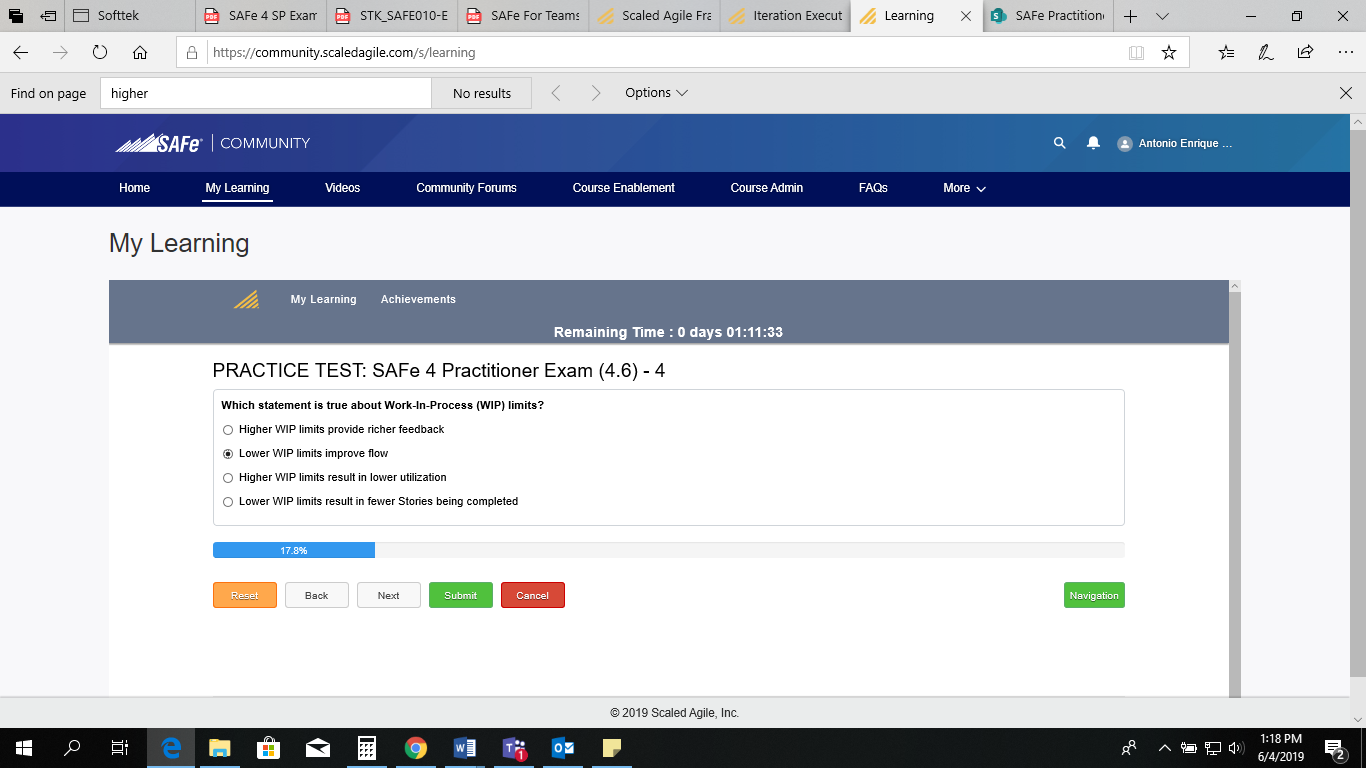 Softtek
SAFe 4 SP Exam
STK_SAFE010-E
SAFe For Teams
Scaled Agile Fra
Iteration Execut
Learning
SAFe Practition
https://community.scaledagile.com/s/learning
Find on page
higher
No results
Options
SAFe® COMMUNITY
Antonio Enrique ...
Home
My Learning
Videos
Community Forums
Course Enablement
Course Admin
FAQs
More
My Learning
My Learning
Achievements
Remaining Time : 0 days 01:11:33
PRACTICE TEST: SAFe 4 Practitioner Exam (4.6) - 4
Which statement is true about Work-In-Process (WIP) limits?
Higher WIP limits provide richer feedback
Lower WIP limits improve flow
Higher WIP limits result in lower utilization
Lower WIP limits result in fewer Stories being completed
17.8%
Reset
Back
Next
Submit
Cancel
Navigation
© 2019 Scaled Agile, Inc.
1:18 PM
6/4/2019
2
1